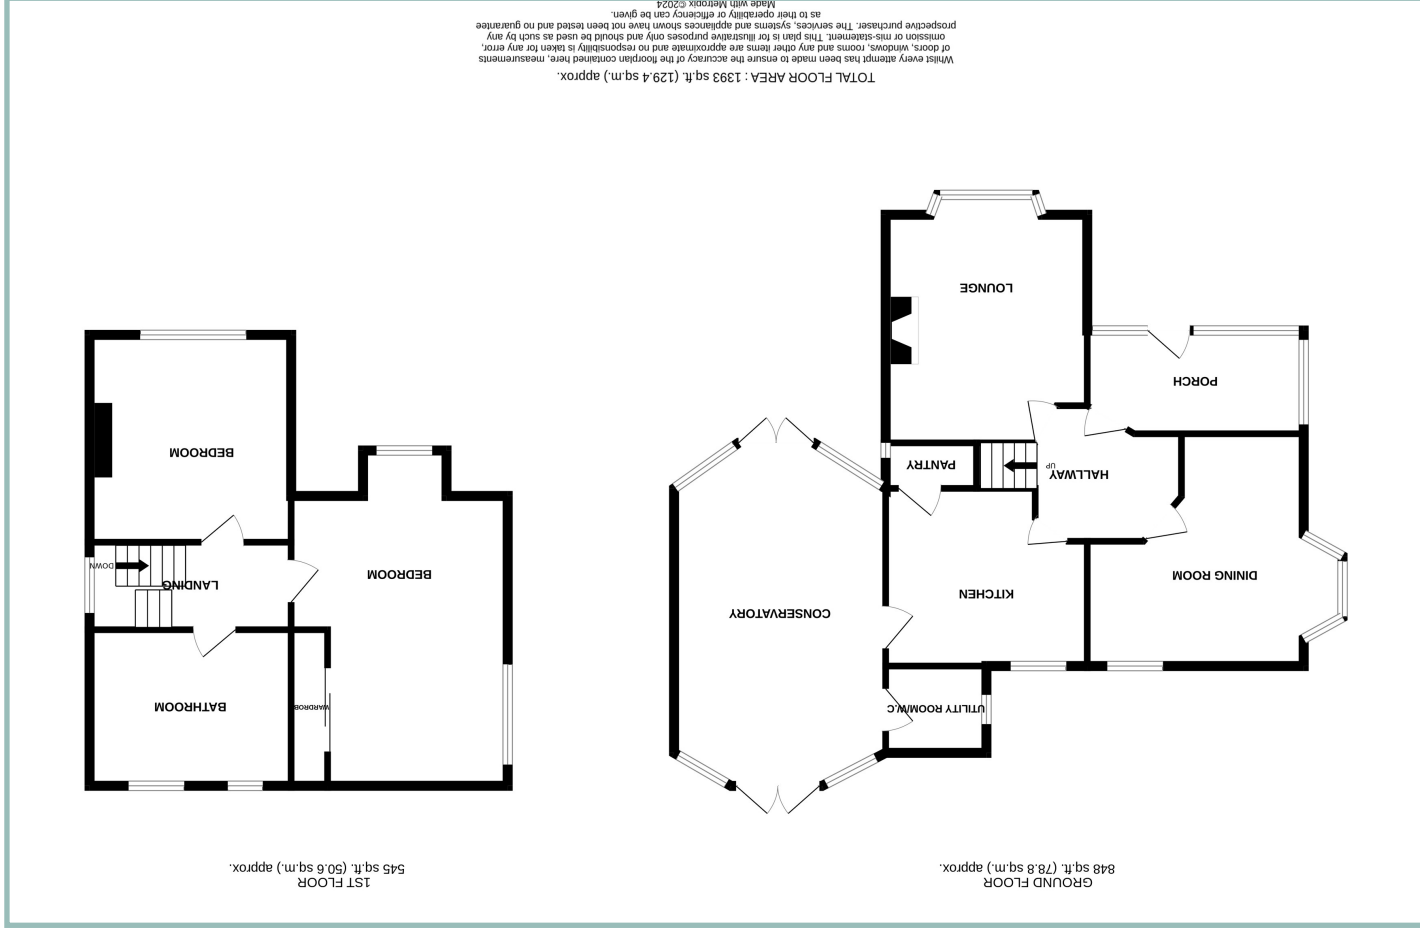 GROUND FLOOR
848 sq.ft. (78.8 sq.m.) approx.
1ST FLOOR
545 sq.ft. (50.6 sq.m.) approx.
UTILITY ROOM/W.C
CONSERVATORY
KITCHEN
DINING ROOM
PANTRY
UP
HALLWAY
PORCH
LOUNGE
BATHROOM
WARDROB
LANDING
DOWN
BEDROOM
BEDROOM
TOTAL FLOOR AREA : 1393 sq.ft. (129.4 sq.m.) approx.
Whilst every attempt has been made to ensure the accuracy of the floorplan contained here, measurements
of doors, windows, rooms and any other items are approximate and no responsibility is taken for any error,
omission or mis-statement. This plan is for illustrative purposes only and should be used as such by any
prospective purchaser. The services, systems and appliances shown have not been tested and no guarantee
as to their operability or efficiency can be given.
Made with Metropix ©2024